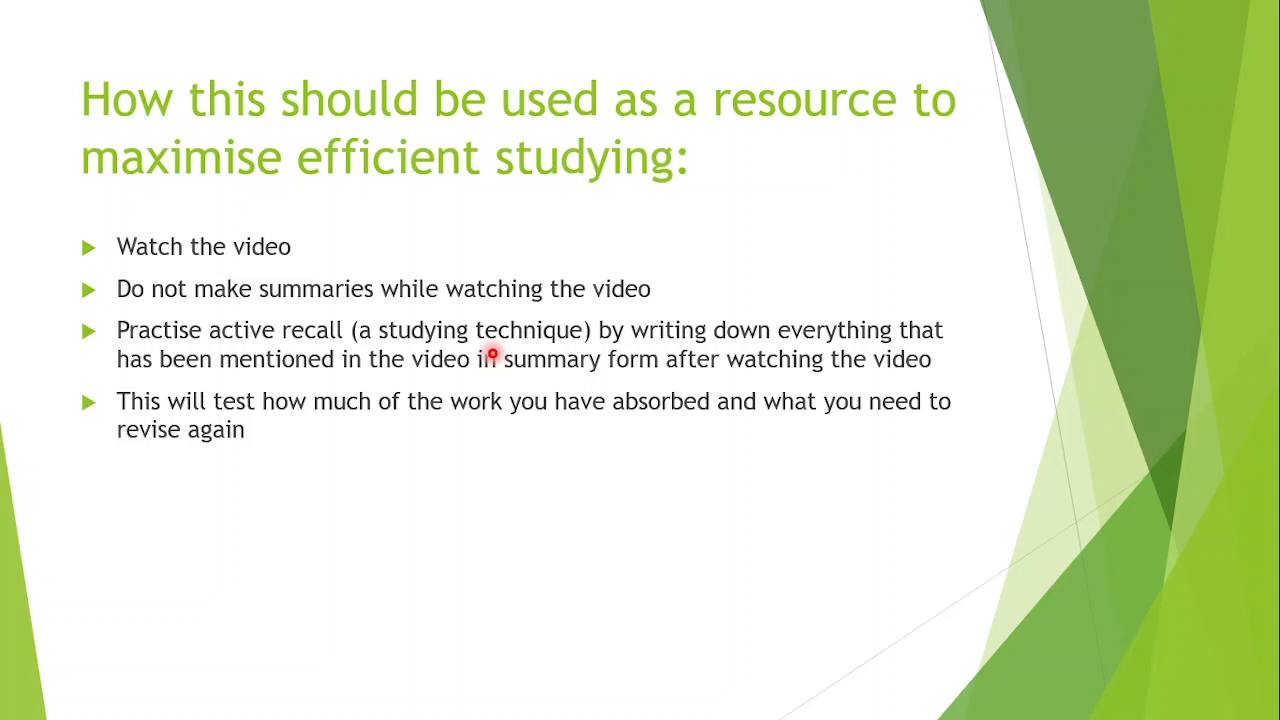 How this should be used as a resource to
maximise efficient studying:
Watch the video
Do not make summaries while watching the video
Practise active recall (a studying technique) by writing down everything that
has been mentioned in the video in summary form after watching the video
This will test how much of the work you have absorbed and what you need to
revise again